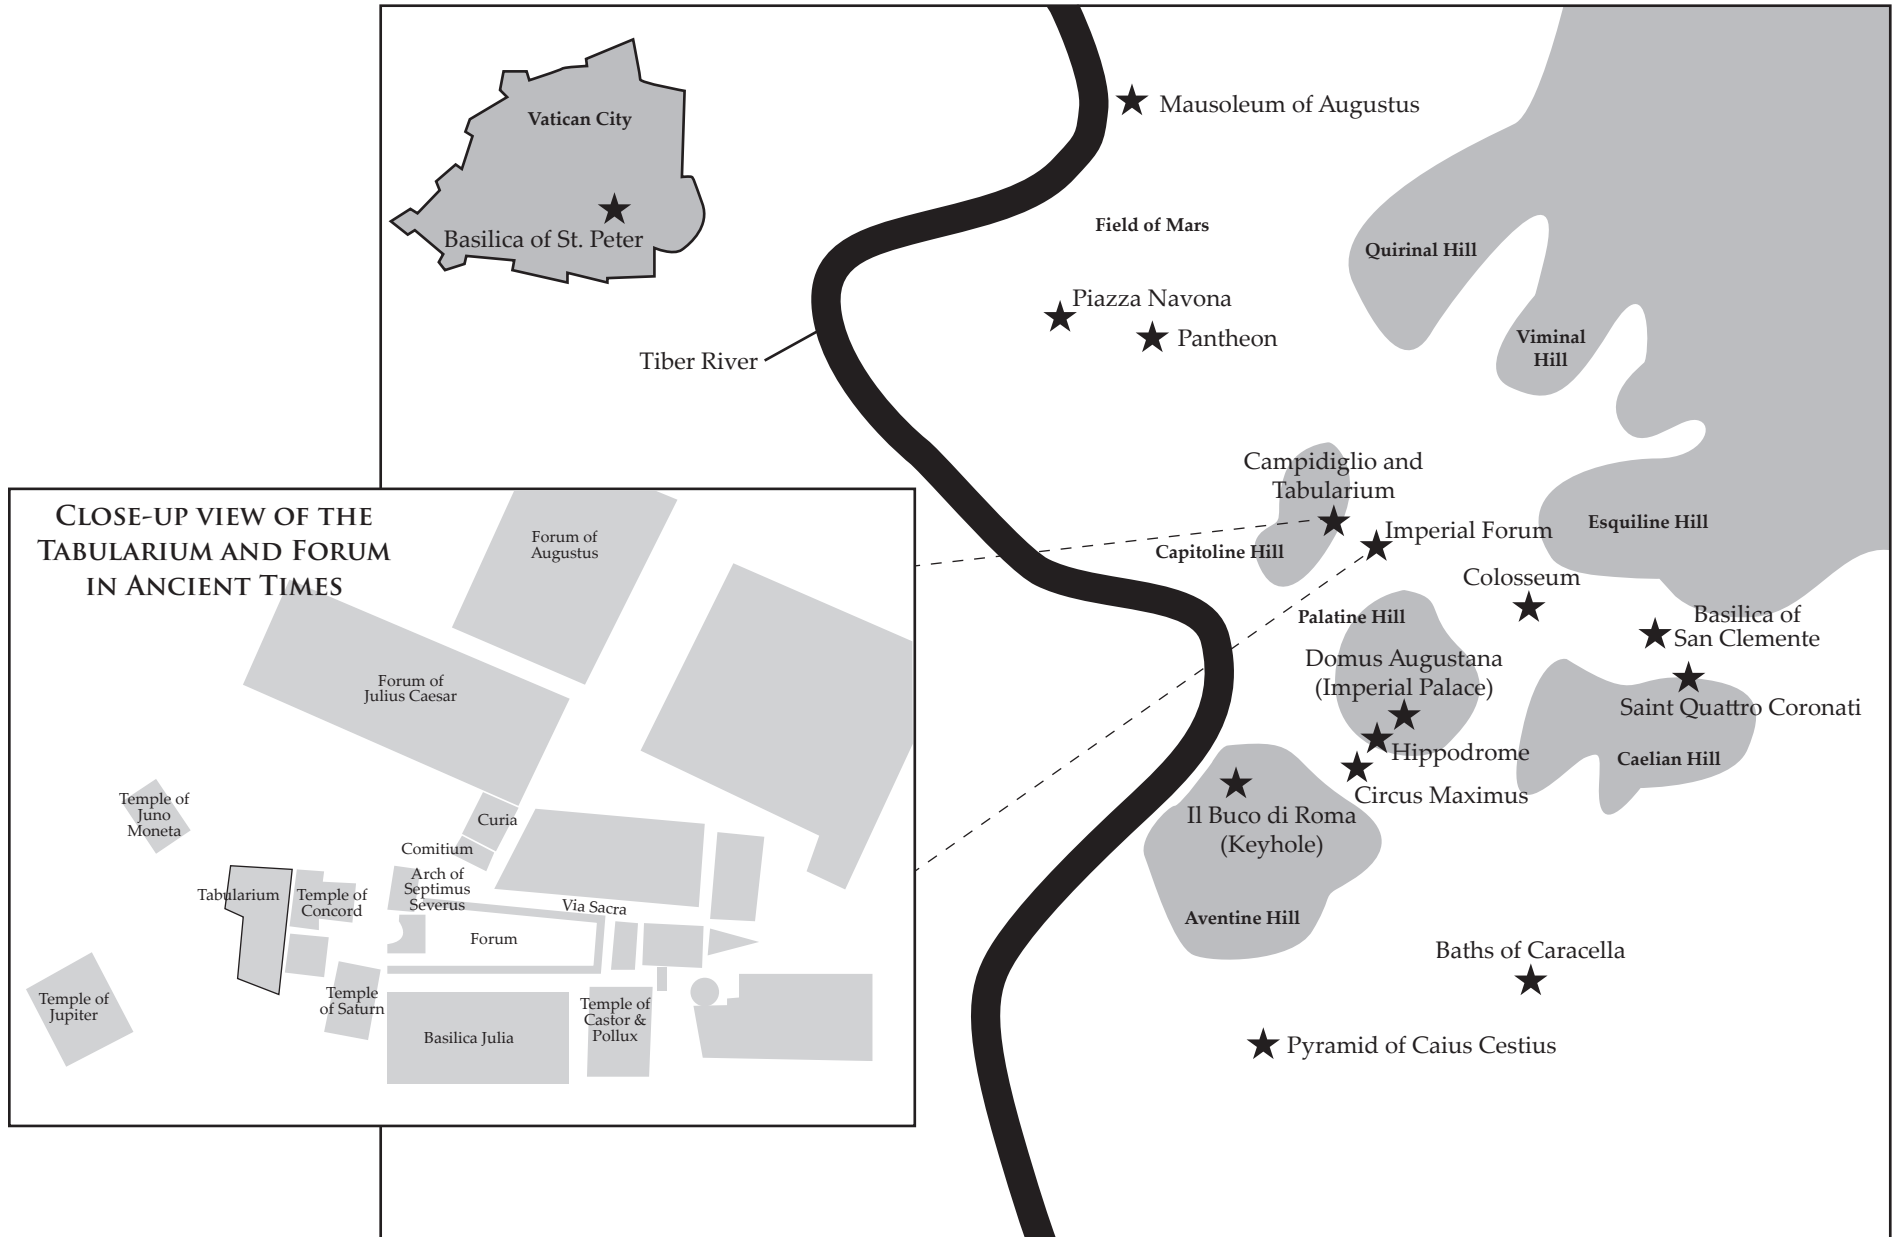 Vatican City
Basilica of St. Peter
Mausoleum of Augustus
Field of Mars
Quirinal Hill
Piazza Navona
Pantheon
Viminal
Hill
Tiber River
Campidiglio and
Tabularium
Capitoline Hill
Imperial Forum
Esquiline Hill
Colosseum
Palatine Hill
Basilica of
San Clemente
Domus Augustana
(Imperial Palace)
Saint Quattro Coronati
Hippodrome
Caelian Hill
Circus Maximus
Il Buco di Roma
(Keyhole)
Aventine Hill
Baths of Caracella
Pyramid of Caius Cestius
Close-up view of the
Tabularium and Forum
in Ancient Times
Forum of
Augustus
Forum of
Julius Caesar
Temple of
Juno
Moneta
Curia
Comitium
Arch of
Septimus
Severus
Tabularium
Temple of
Concord
Via Sacra
Forum
Temple of
Jupiter
Temple
of Saturn
Basilica Julia
Temple of
Castor &
Pollux